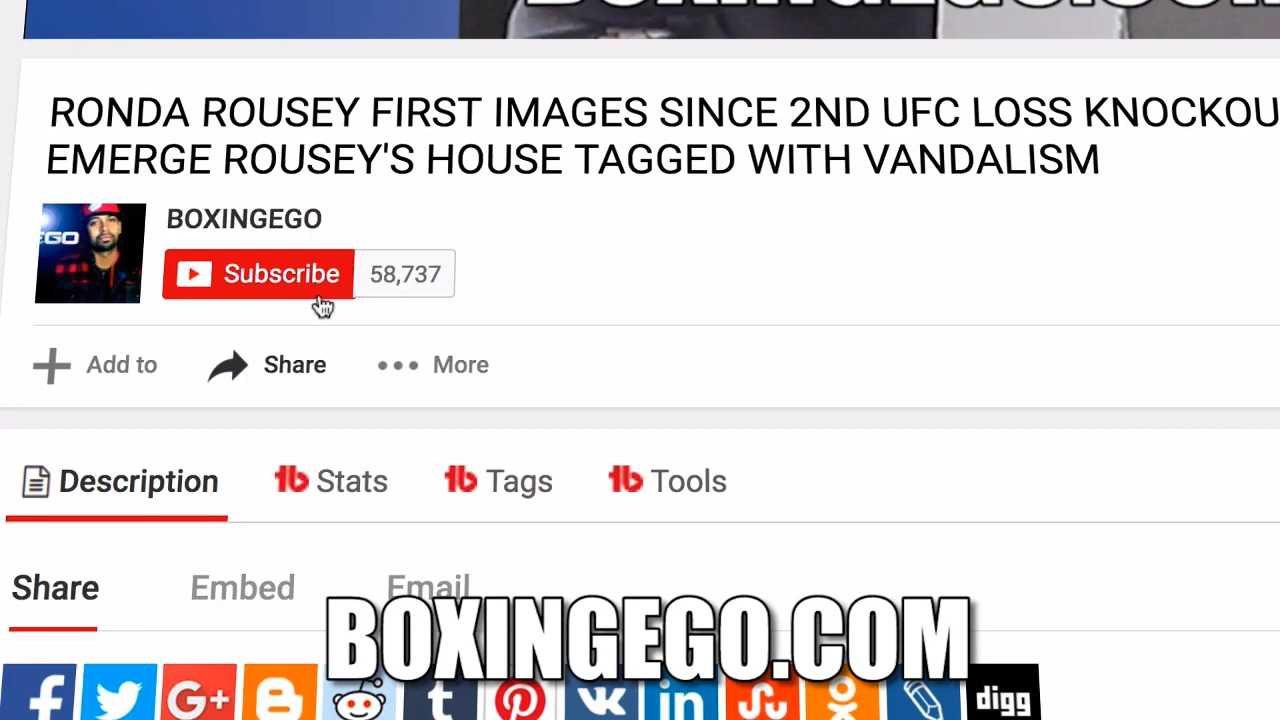 RONDA ROUSEY FIRST IMAGES SINCE 2ND UFC LOSS
EMERGE ROUSEY'S HOUSE TAGGED WITH VANDALISM
EGO
BOXINGEGO
Subscribe 58,737
Add to Share More
Description Stats Tags Tools
Share Embed Email
BOXINGEGO.COM
digg